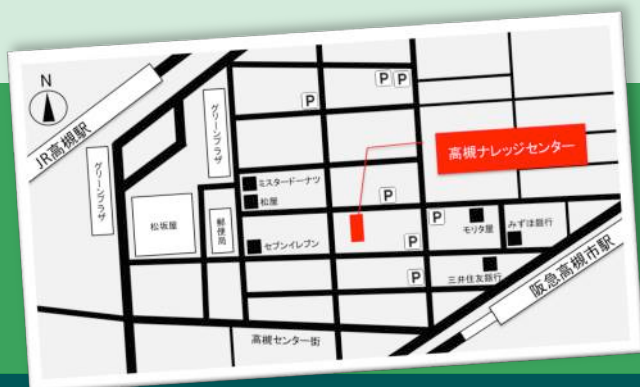 N
JR高槻駅
グリーンプラザ
グリーンプラザ
P
P
P
高槻ナレッジセンター
ミスタードーナツ
松屋
松坂屋
郵便局
セブンイレブン
P
P
P
P
モリタ屋
みずほ銀行
三井住友銀行
阪急高槻市駅
高槻センター街